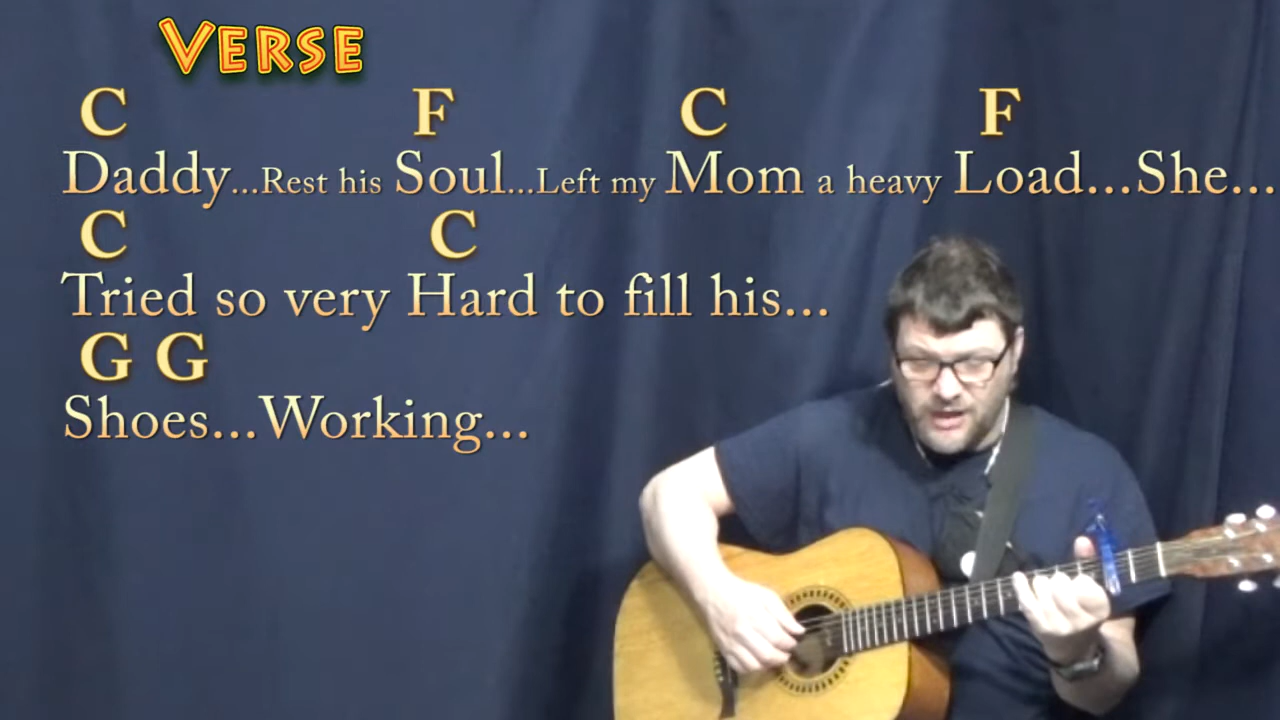 VERSE
C F C F
Daddy...Rest his Soul...Left my Mom a heavy Load...She...
C C
Tried so very Hard to fill his...
G G
Shoes...Working...